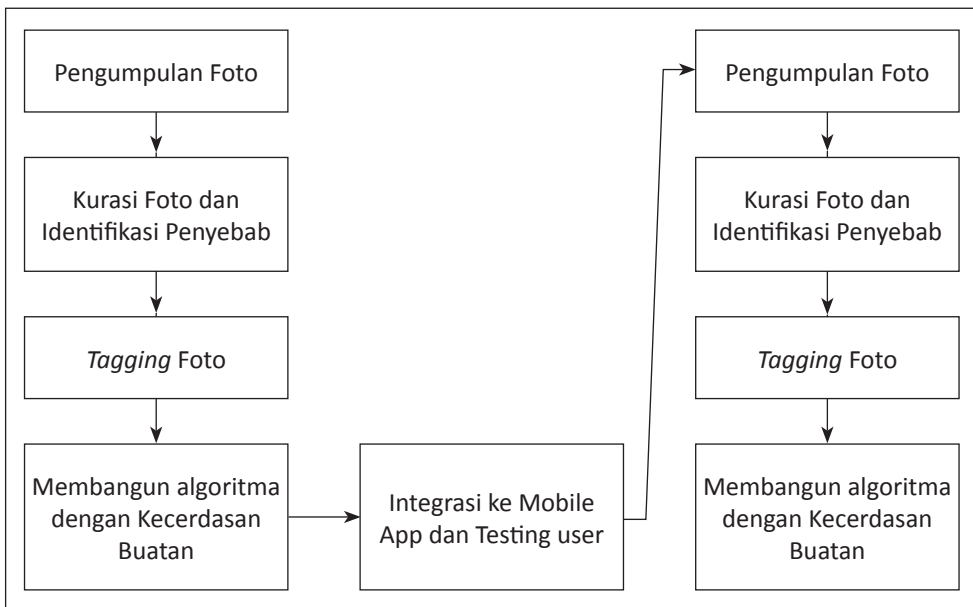 Pengumpulan Foto
Kurasi Foto dan
Identifikasi Penyebab
Tagging Foto
Membangun algoritma
dengan Kecerdasan
Buatan
Integrasi ke Mobile
App dan Testing user
Pengumpulan Foto
Kurasi Foto dan
Identifikasi Penyebab
Tagging Foto
Membangun algoritma
dengan Kecerdasan
Buatan